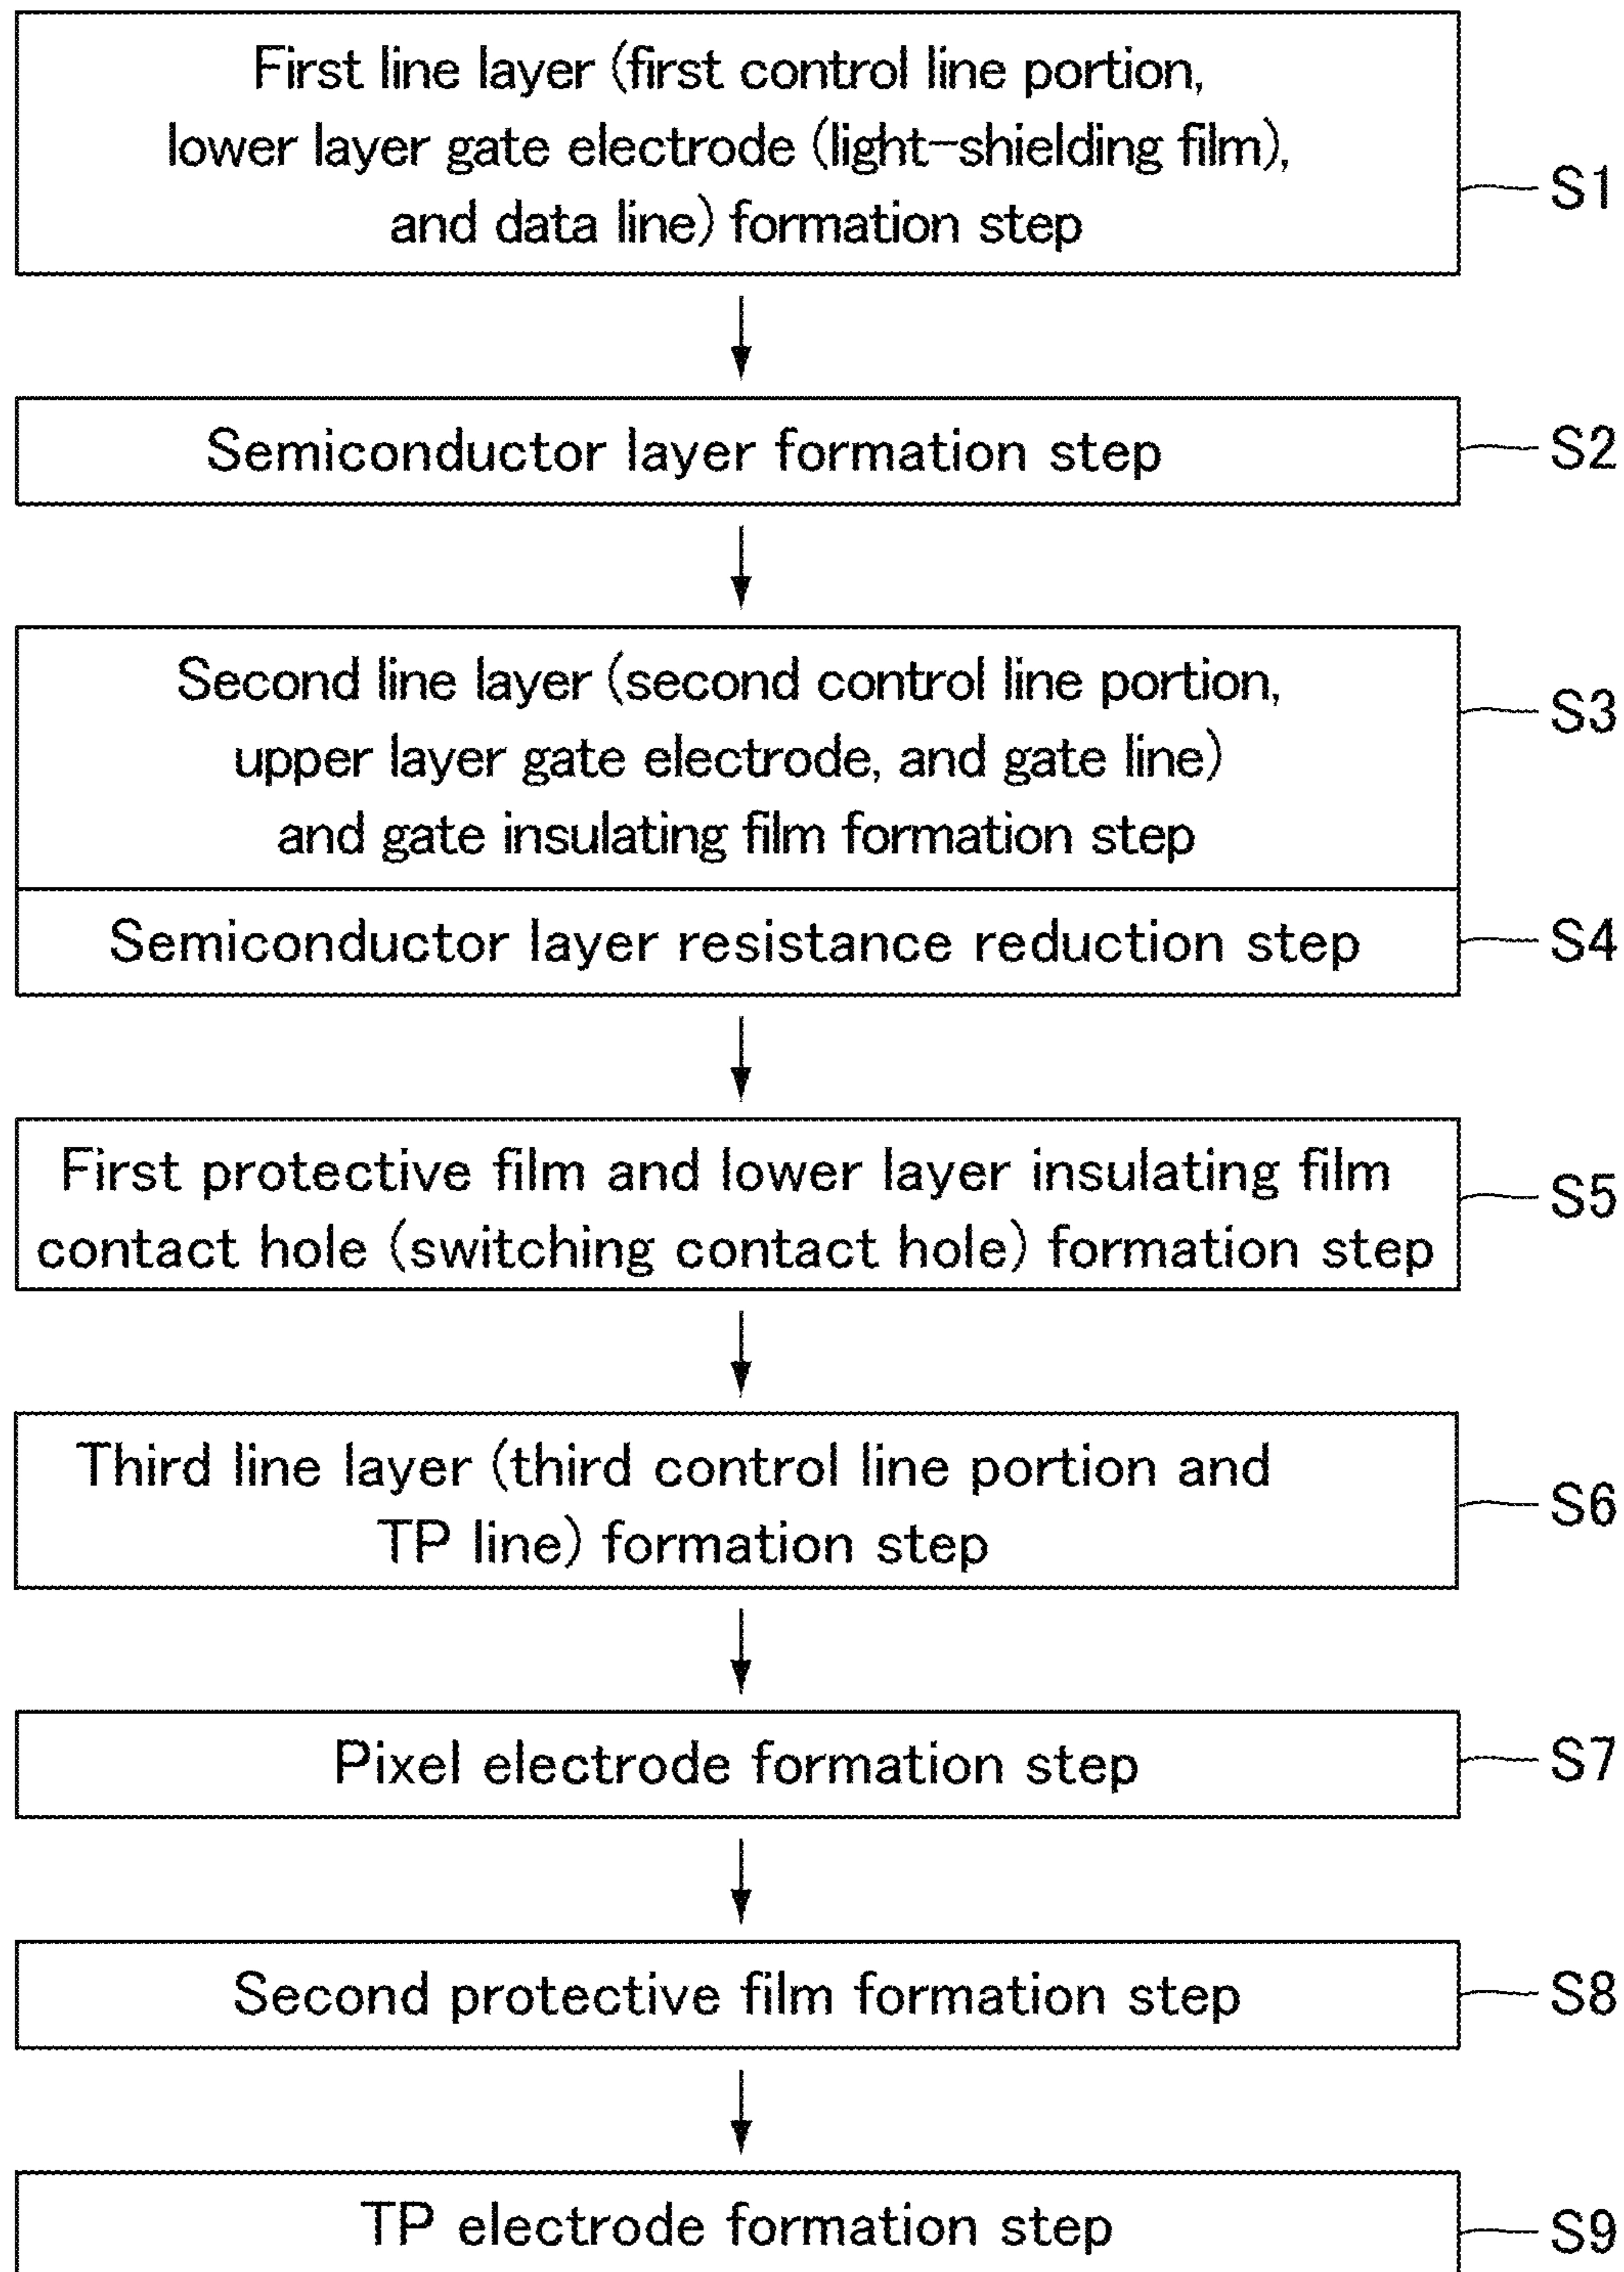 First line layer (first control line portion,
lower layer gate electrode (light-shielding film),
and data line) formation step
S1
Semiconductor layer formation step
S2
Second line layer (second control line portion,
upper layer gate electrode, and gate line)
and gate insulating film formation step
S3
Semiconductor layer resistance reduction step
S4
First protective film and lower layer insulating film
contact hole (switching contact hole) formation step
S5
Third line layer (third control line portion and
TP line) formation step
S6
Pixel electrode formation step
S7
Second protective film formation step
S8
TP electrode formation step
S9